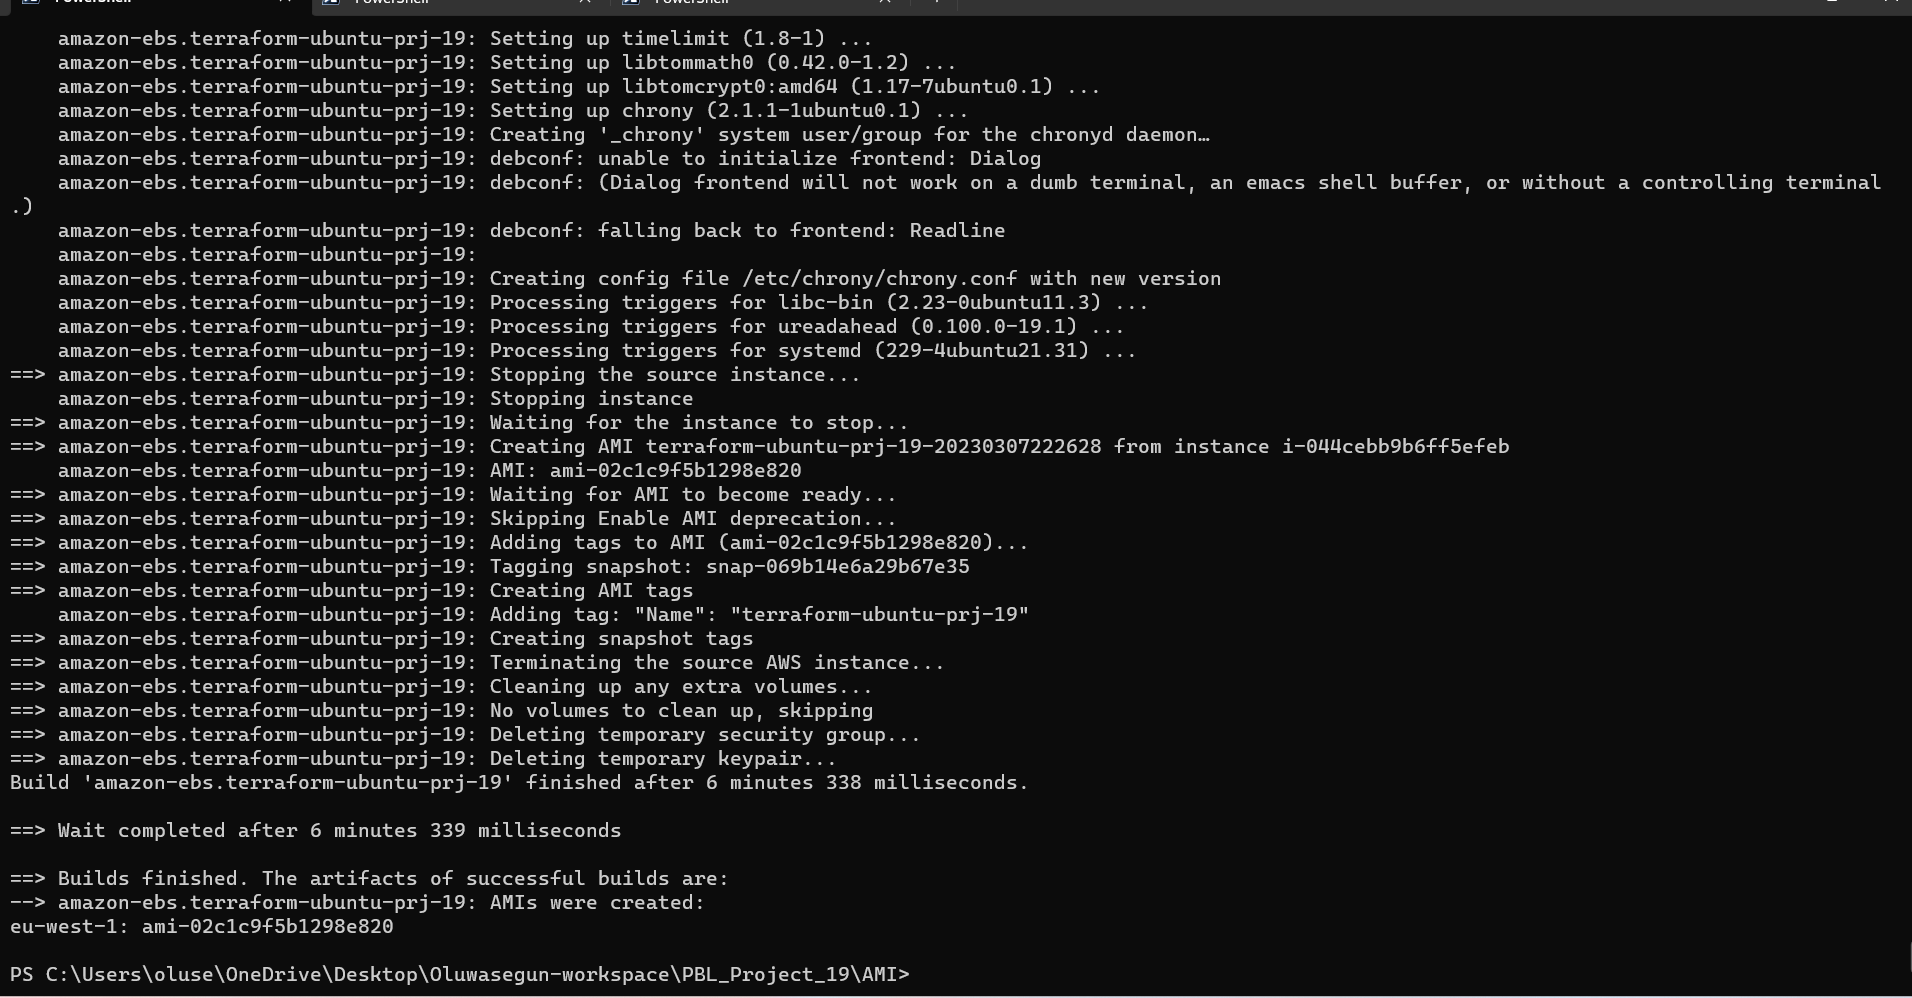 PowerShell PowerShell PowerShell
amazon-ebs.terraform-ubuntu-prj-19: Setting up timelimit (1.8-1) ...
amazon-ebs.terraform-ubuntu-prj-19: Setting up libtommath0 (0.42.0-1.2) ...
amazon-ebs.terraform-ubuntu-prj-19: Setting up libtomcrypt0:amd64 (1.17-7ubuntu0.1) ...
amazon-ebs.terraform-ubuntu-prj-19: Setting up chrony (2.1.1-1ubuntu0.1) ...
amazon-ebs.terraform-ubuntu-prj-19: Creating '_chrony' system user/group for the chronyd daemon…
amazon-ebs.terraform-ubuntu-prj-19: debconf: unable to initialize frontend: Dialog
amazon-ebs.terraform-ubuntu-prj-19: debconf: (Dialog frontend will not work on a dumb terminal, an emacs shell buffer, or without a controlling terminal
.)
amazon-ebs.terraform-ubuntu-prj-19: debconf: falling back to frontend: Readline
amazon-ebs.terraform-ubuntu-prj-19:
amazon-ebs.terraform-ubuntu-prj-19: Creating config file /etc/chrony/chrony.conf with new version
amazon-ebs.terraform-ubuntu-prj-19: Processing triggers for libc-bin (2.23-0ubuntu11.3) ...
amazon-ebs.terraform-ubuntu-prj-19: Processing triggers for ureadahead (0.100.0-19.1) ...
amazon-ebs.terraform-ubuntu-prj-19: Processing triggers for systemd (229-4ubuntu21.31) ...
==> amazon-ebs.terraform-ubuntu-prj-19: Stopping the source instance...
amazon-ebs.terraform-ubuntu-prj-19: Stopping instance
==> amazon-ebs.terraform-ubuntu-prj-19: Waiting for the instance to stop...
==> amazon-ebs.terraform-ubuntu-prj-19: Creating AMI terraform-ubuntu-prj-19-20230307222628 from instance i-044cebb9b6ff5efeb
amazon-ebs.terraform-ubuntu-prj-19: AMI: ami-02c1c9f5b1298e820
==> amazon-ebs.terraform-ubuntu-prj-19: Waiting for AMI to become ready...
==> amazon-ebs.terraform-ubuntu-prj-19: Skipping Enable AMI deprecation...
==> amazon-ebs.terraform-ubuntu-prj-19: Adding tags to AMI (ami-02c1c9f5b1298e820)...
==> amazon-ebs.terraform-ubuntu-prj-19: Tagging snapshot: snap-069b14e6a29b67e35
==> amazon-ebs.terraform-ubuntu-prj-19: Creating AMI tags
amazon-ebs.terraform-ubuntu-prj-19: Adding tag: "Name": "terraform-ubuntu-prj-19"
==> amazon-ebs.terraform-ubuntu-prj-19: Creating snapshot tags
==> amazon-ebs.terraform-ubuntu-prj-19: Terminating the source AWS instance...
==> amazon-ebs.terraform-ubuntu-prj-19: Cleaning up any extra volumes...
==> amazon-ebs.terraform-ubuntu-prj-19: No volumes to clean up, skipping
==> amazon-ebs.terraform-ubuntu-prj-19: Deleting temporary security group...
==> amazon-ebs.terraform-ubuntu-prj-19: Deleting temporary keypair...
Build 'amazon-ebs.terraform-ubuntu-prj-19' finished after 6 minutes 338 milliseconds.
==> Wait completed after 6 minutes 339 milliseconds
==> Builds finished. The artifacts of successful builds are:
--> amazon-ebs.terraform-ubuntu-prj-19: AMIs were created:
eu-west-1: ami-02c1c9f5b1298e820
PS C:\Users\oluse\OneDrive\Desktop\Oluwasegun-workspace\PBL_Project_19\AMI>